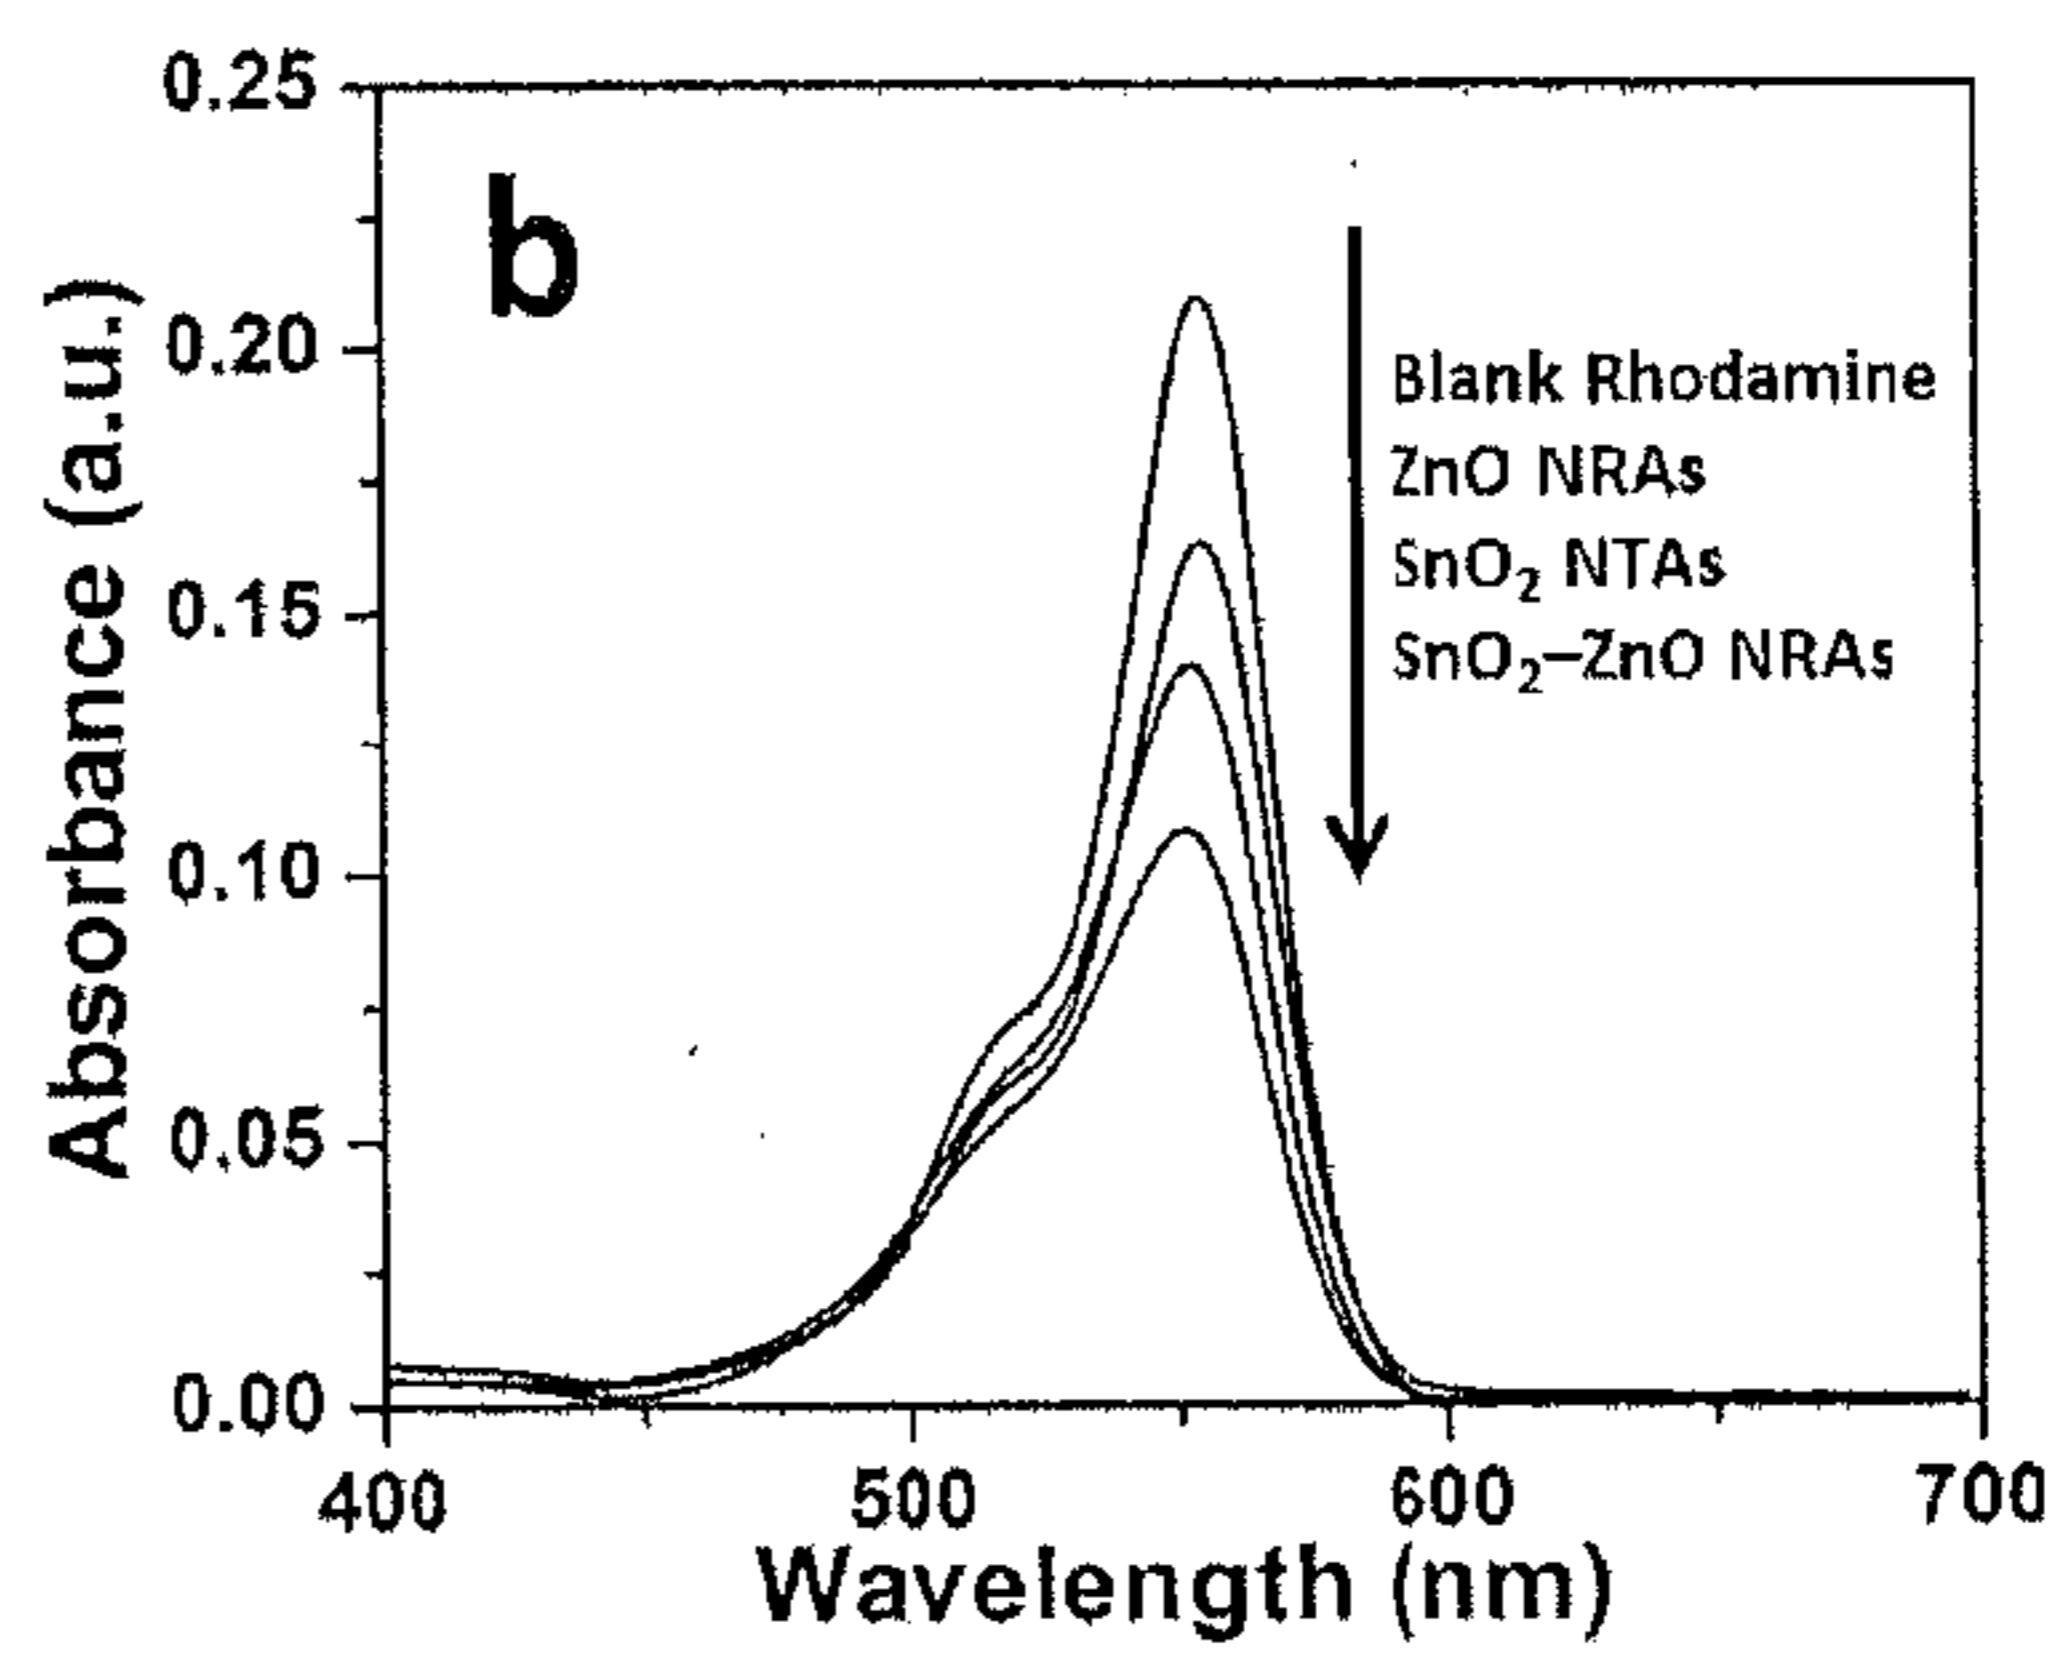 b
0.25
0.20
0.15
0.10
0.05
0.00
Absorbance (a.u.)
Blank Rhodamine
ZnO NRAs
SnO₂ NTAs
SnO₂–ZnO NRAs
400 500 600 700
Wavelength (nm)